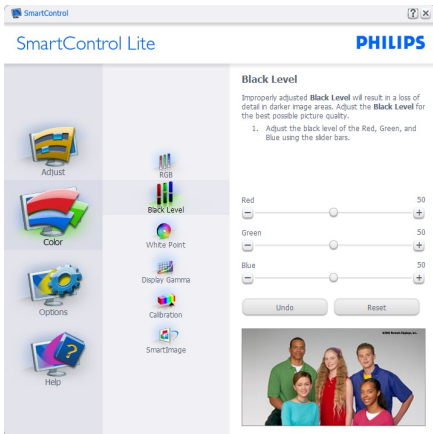 SmartControl
SmartControl Lite
PHILIPS
Adjust
Color
Options
Help
RGB
Black Level
White Point
Display Gamma
Calibration
SmartImage
Black Level
Improperly adjusted Black Level will result in a loss of
detail in darker image areas. Adjust the Black Level for
the best possible picture quality.
1. Adjust the black level of the Red, Green, and
Blue using the slider bars.
Red 50
Green 50
Blue 50
Undo Reset